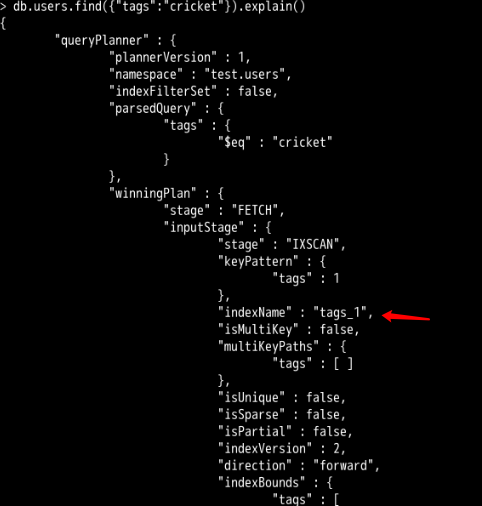 > db.users.find({"tags":"cricket"}).explain()
{
"queryPlanner" : {
"plannerVersion" : 1,
"namespace" : "test.users",
"indexFilterSet" : false,
"parsedQuery" : {
"tags" : {
"$eq" : "cricket"
}
},
"winningPlan" : {
"stage" : "FETCH",
"inputStage" : {
"stage" : "IXSCAN",
"keyPattern" : {
"tags" : 1
},
"indexName" : "tags_1",
"isMultiKey" : false,
"multiKeyPaths" : {
"tags" : [ ]
},
"isUnique" : false,
"isSparse" : false,
"isPartial" : false,
"indexVersion" : 2,
"direction" : "forward",
"indexBounds" : {
"tags" : [